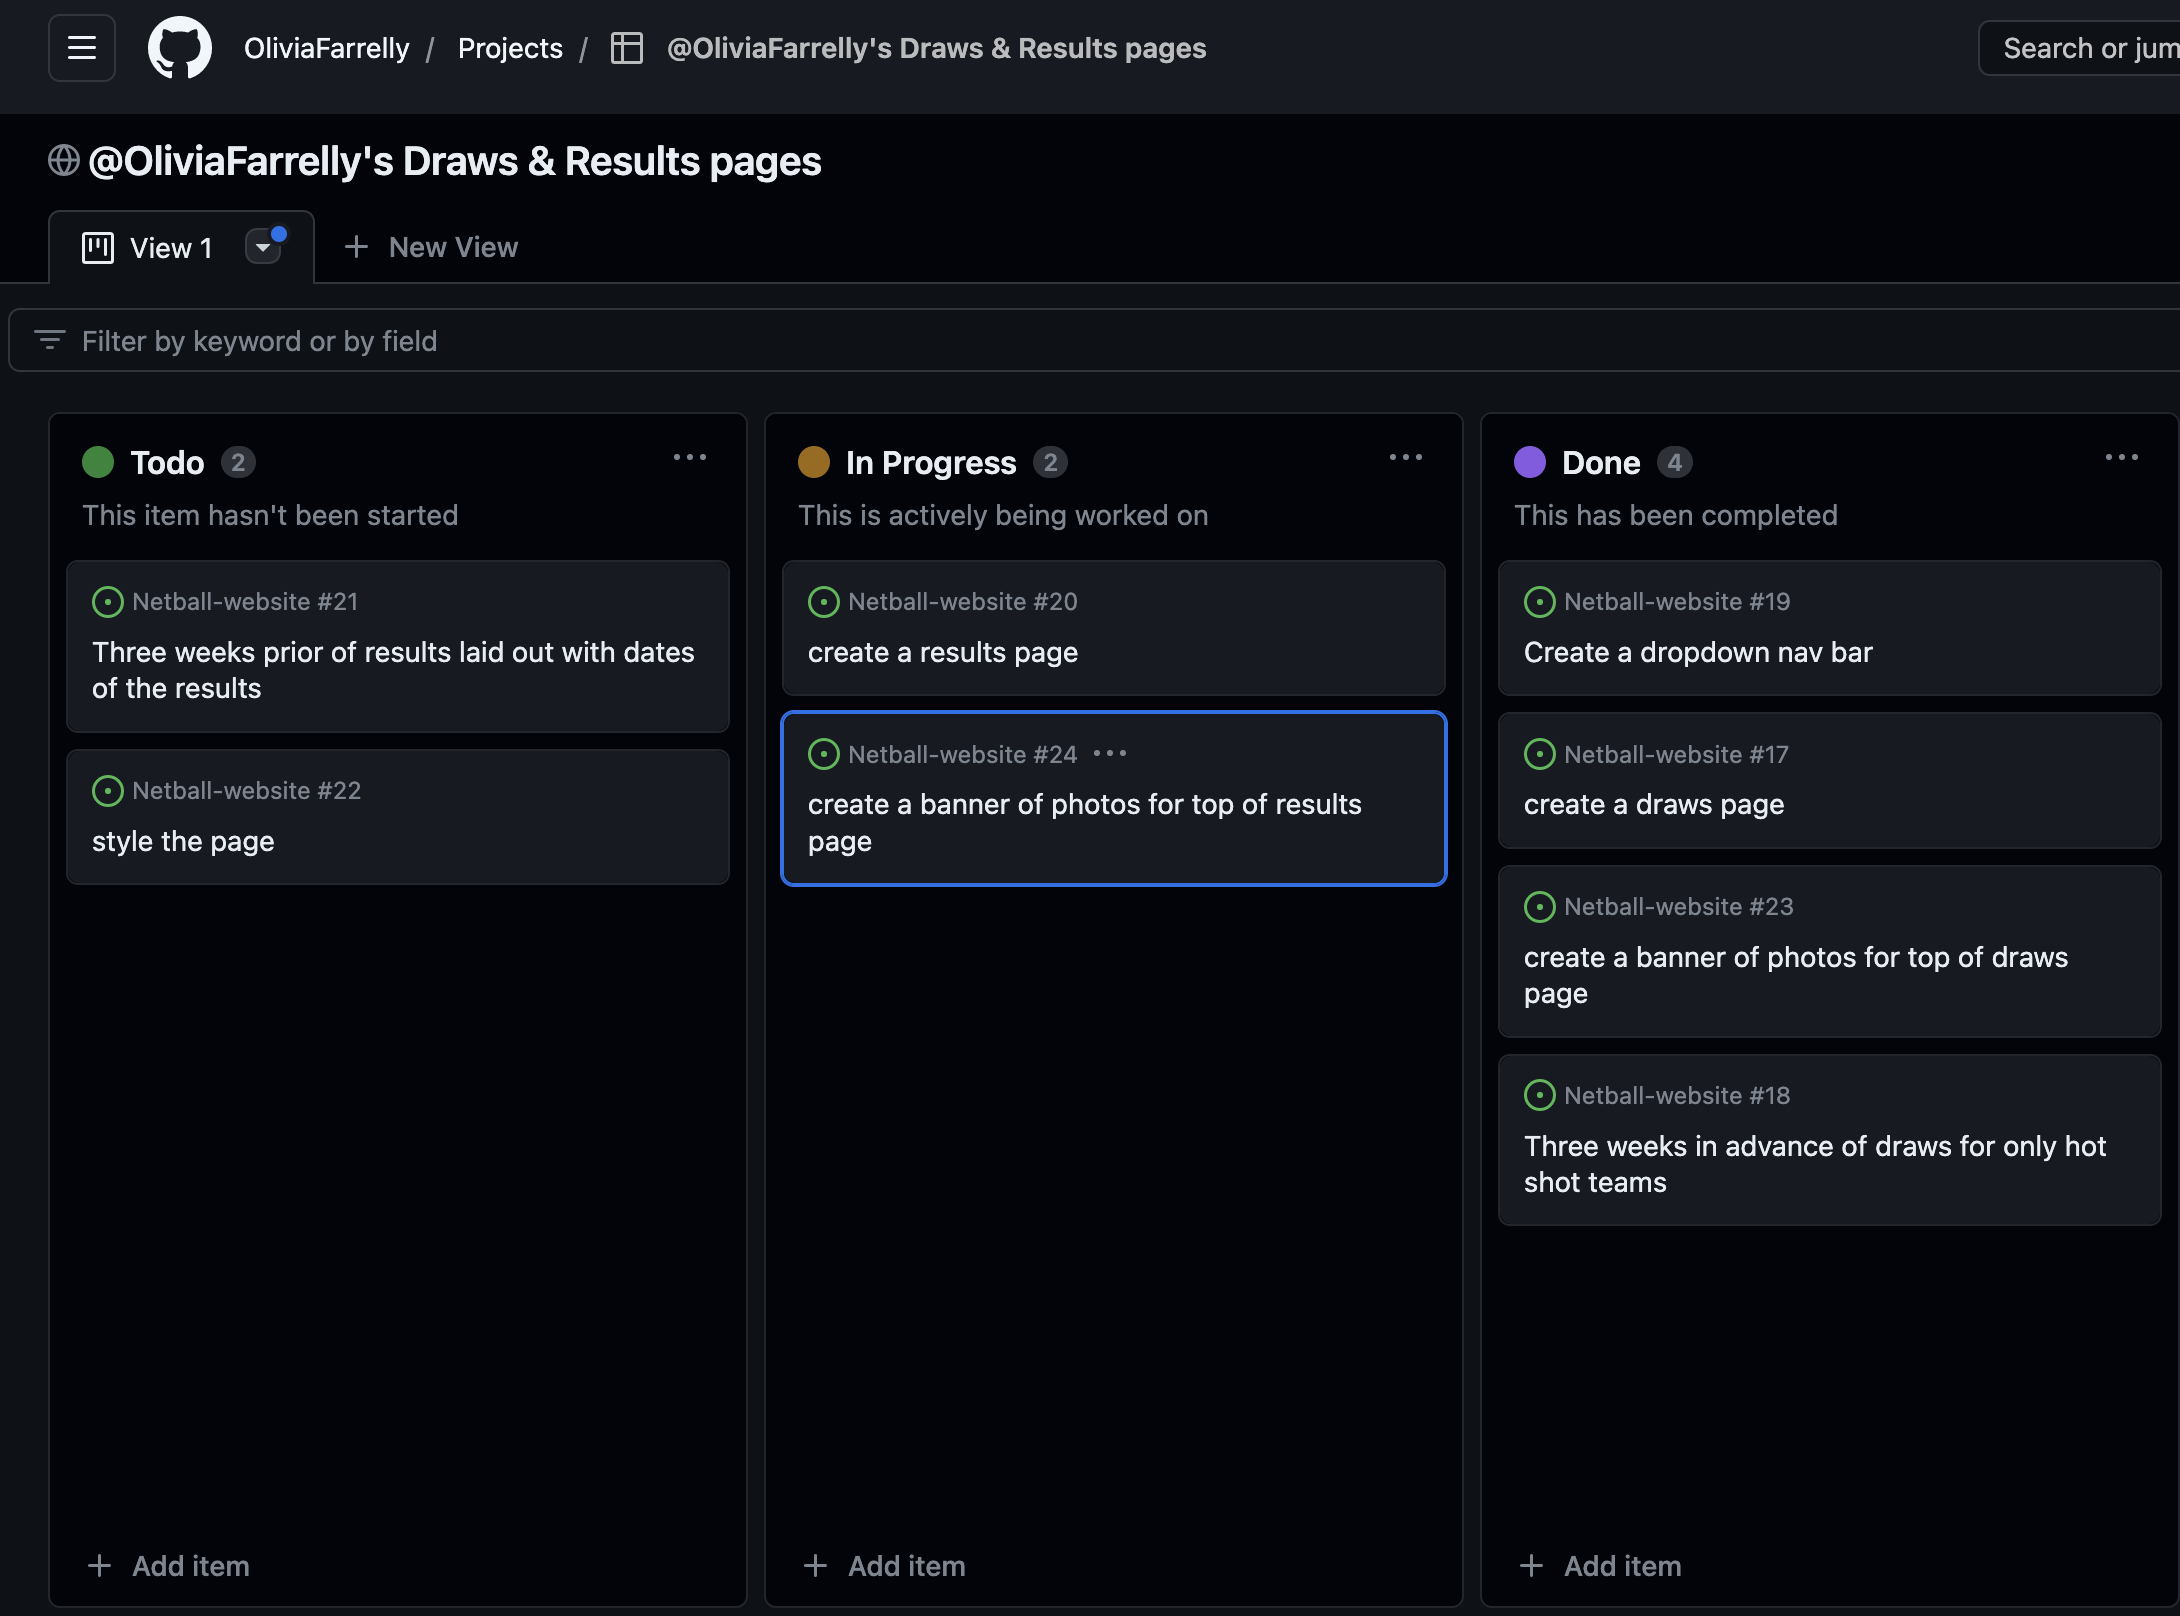 OliviaFarrelly / Projects / @OliviaFarrelly's Draws & Results pages
Search or jum
@OliviaFarrelly's Draws & Results pages
View 1
New View
Filter by keyword or by field
Todo 2
This item hasn't been started
Netball-website #21
Three weeks prior of results laid out with dates
of the results
Netball-website #22
style the page
Add item
In Progress 2
This is actively being worked on
Netball-website #20
create a results page
Netball-website #24
create a banner of photos for top of results
page
Add item
Done 4
This has been completed
Netball-website #19
Create a dropdown nav bar
Netball-website #17
create a draws page
Netball-website #23
create a banner of photos for top of draws
page
Netball-website #18
Three weeks in advance of draws for only hot
shot teams
Add item